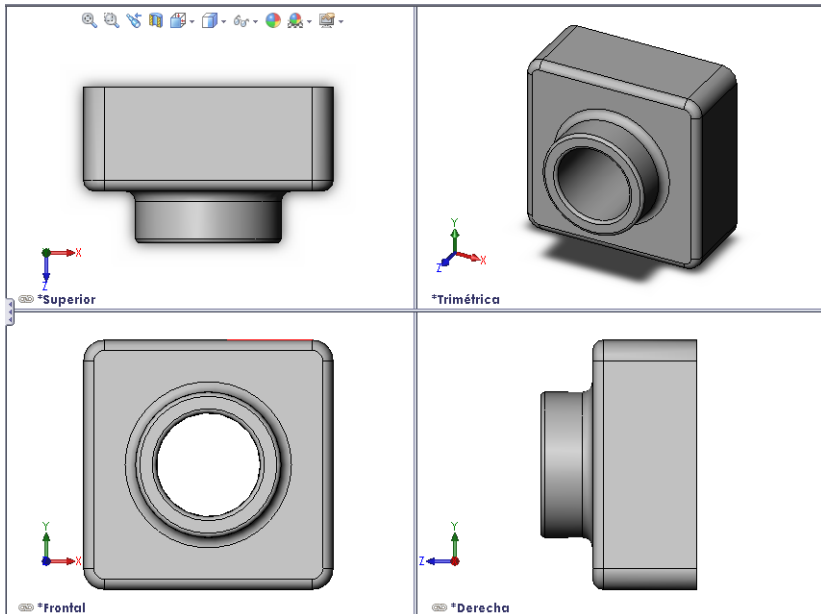 X
Z
*Superior
Y
Z
X
*Trimétrica
Y
X
*Frontal
Y
Z
*Derecha